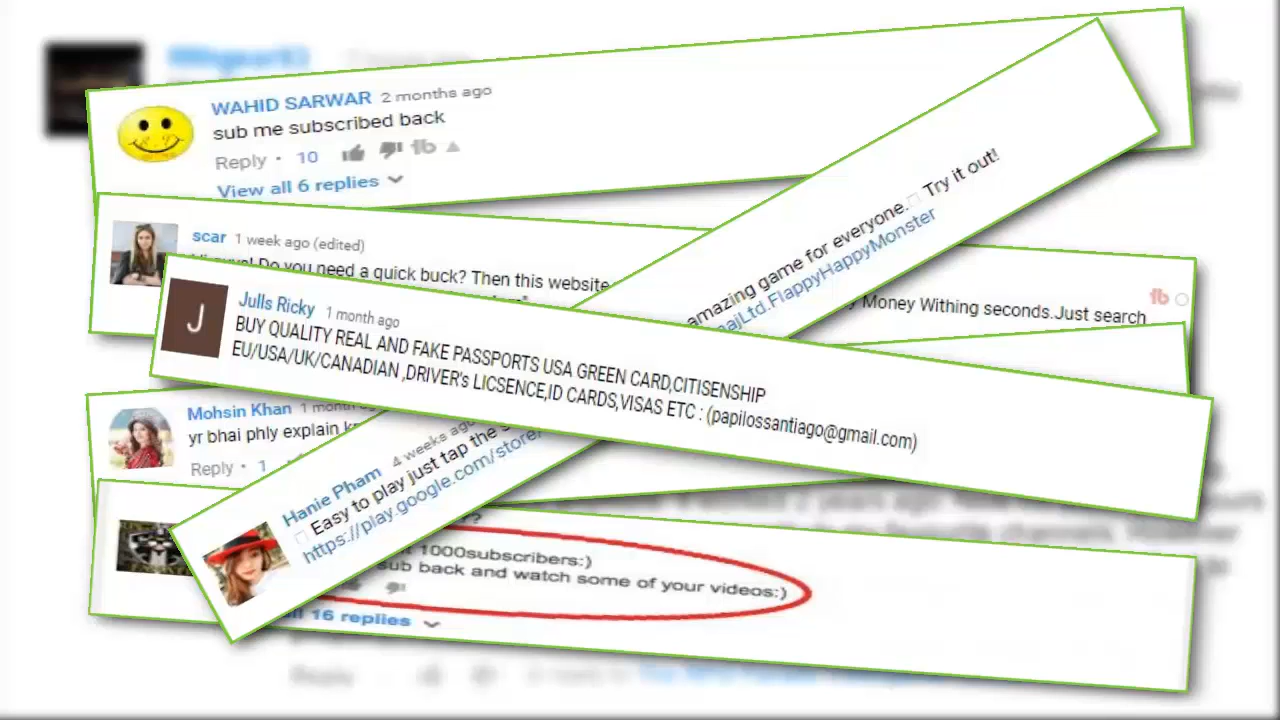 WAHID SARWAR 2 months ago
sub me subscribed back
Reply · 10
View all 6 replies
scar 1 week ago (edited)
Do you need a quick buck? Then this website
Money Withing seconds.Just search
amazing game for everyone. Try it out!
ajLtd.FlappyHappyMonster
Julls Ricky 1 month ago
BUY QUALITY REAL AND FAKE PASSPORTS USA GREEN CARD,CITISENSHIP
EU/USA/UK/CANADIAN ,DRIVER's LICSENCE,ID CARDS,VISAS ETC : (papilossantiago@gmail.com)
Mohsin Khan 1 month
yr bhai phly explain
Reply · 1
Hanie Pham 4 weeks ago
Easy to play just tap the
https://play.google.com/store/
1000subscribers:)
sub back and watch some of your videos:)
16 replies
Reply